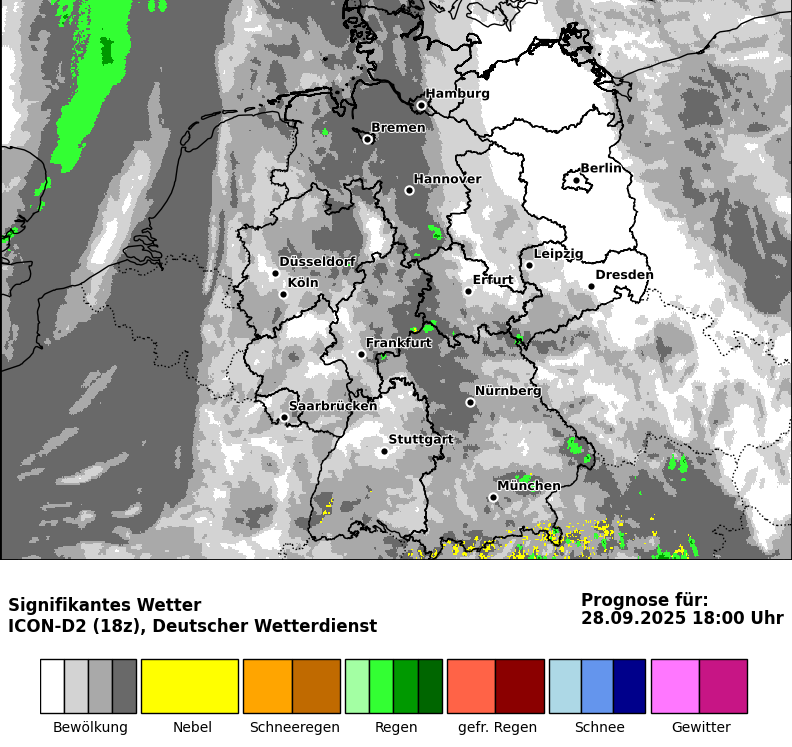 Hamburg
Bremen
Berlin
Hannover
Leipzig
Düsseldorf
Dresden
Köln
Erfurt
Frankfurt
Nürnberg
Saarbrücken
Stuttgart
München
Signifikantes Wetter
ICON-D2 (18z), Deutscher Wetterdienst
Prognose für:
28.09.2025 18:00 Uhr
Bewölkung
Nebel
Schneeregen
Regen
gefr. Regen
Schnee
Gewitter